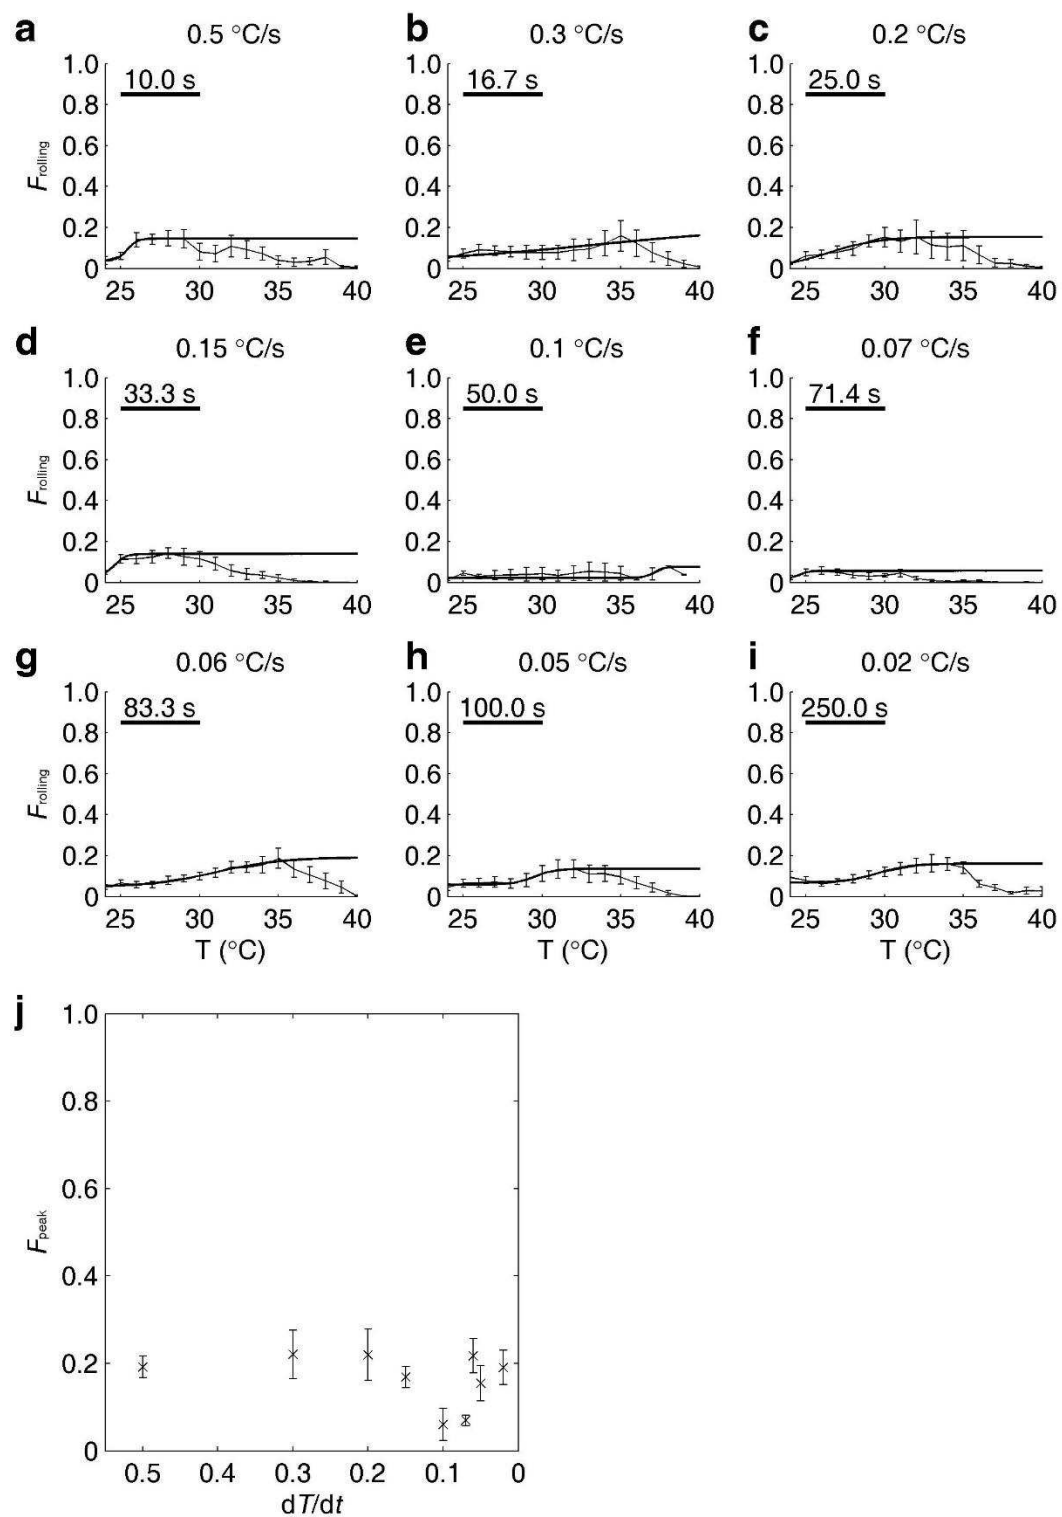 a 0.5 °C/s
b 0.3 °C/s
c 0.2 °C/s
1.0 0.8 0.6 0.4 0.2 0
F rolling
10.0 s
25 30 35 40
1.0 0.8 0.6 0.4 0.2 0
16.7 s
25 30 35 40
1.0 0.8 0.6 0.4 0.2 0
25.0 s
25 30 35 40
d 0.15 °C/s
e 0.1 °C/s
f 0.07 °C/s
1.0 0.8 0.6 0.4 0.2 0
F rolling
33.3 s
25 30 35 40
1.0 0.8 0.6 0.4 0.2 0
50.0 s
25 30 35 40
1.0 0.8 0.6 0.4 0.2 0
71.4 s
25 30 35 40
g 0.06 °C/s
h 0.05 °C/s
i 0.02 °C/s
1.0 0.8 0.6 0.4 0.2 0
F rolling
83.3 s
25 30 35 40
T (°C)
1.0 0.8 0.6 0.4 0.2 0
100.0 s
25 30 35 40
T (°C)
1.0 0.8 0.6 0.4 0.2 0
250.0 s
25 30 35 40
T (°C)
j
1.0 0.8 0.6 0.4 0.2 0
F peak
0.5 0.4 0.3 0.2 0.1 0
dT/dt